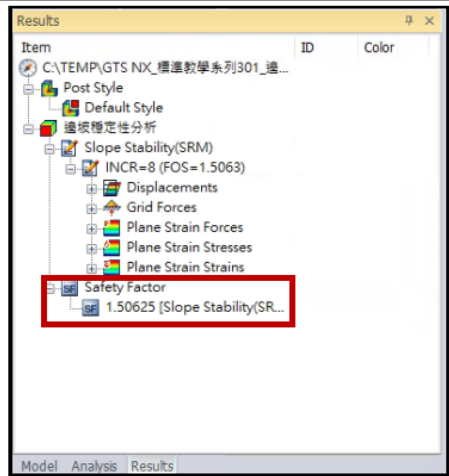 Results
Item ID Color
C:\TEMP\GTS NX_標準教學系列301_邊...
Post Style
Default Style
邊坡穩定性分析
Slope Stability(SRM)
INCR=8 (FOS=1.5063)
Displacements
Grid Forces
Plane Strain Forces
Plane Strain Stresses
Plane Strain Strains
SF Safety Factor
SF 1.50625 [Slope Stability(SR...
Model Analysis Results